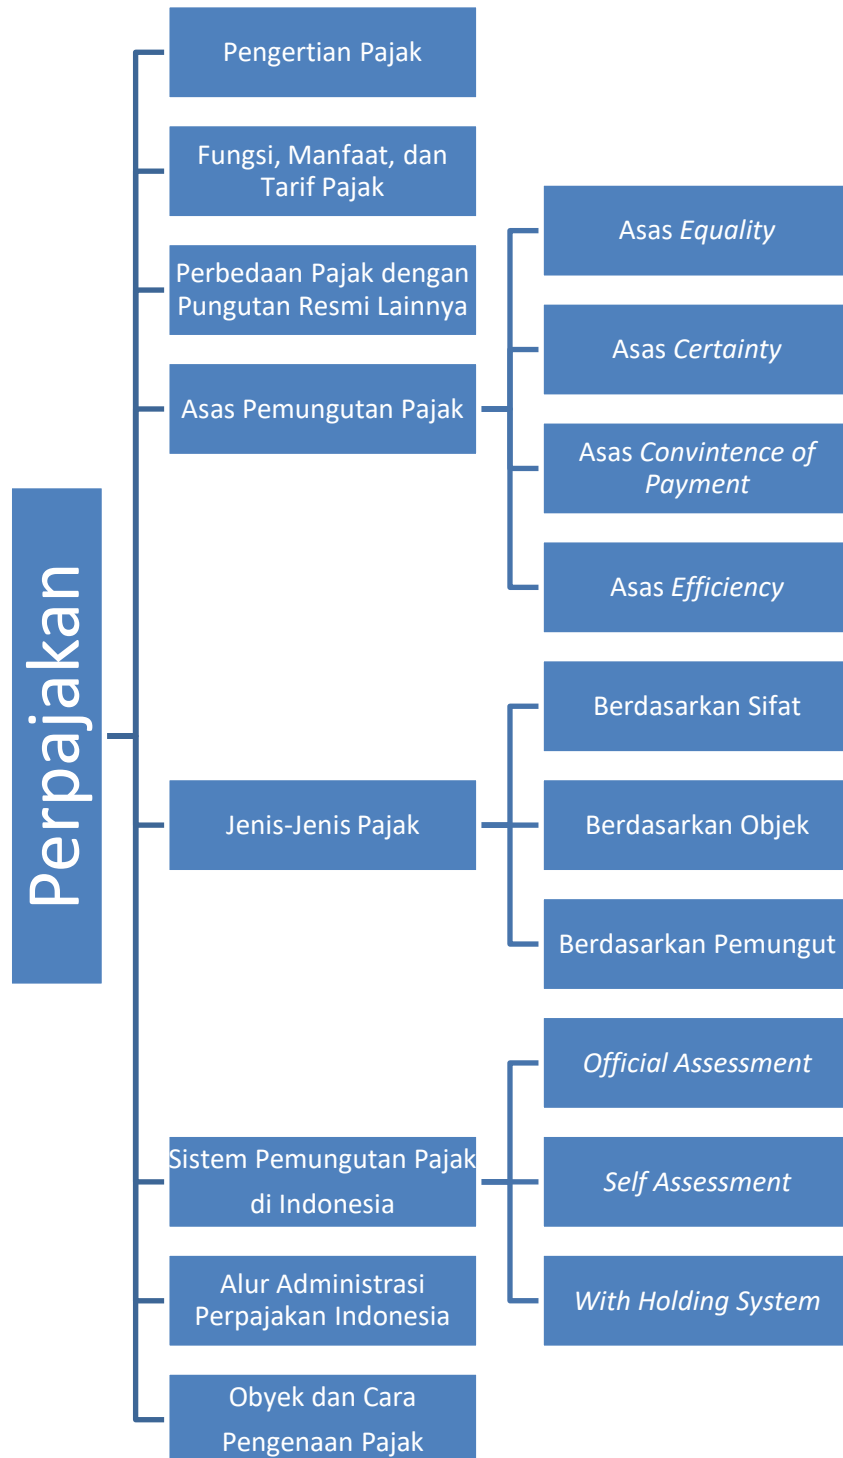 Perpajakan
Pengertian Pajak
Fungsi, Manfaat, dan
Tarif Pajak
Perbedaan Pajak dengan
Pungutan Resmi Lainnya
Asas Pemungutan Pajak
Asas Equality
Asas Certainty
Asas Convintence of
Payment
Asas Efficiency
Jenis-Jenis Pajak
Berdasarkan Sifat
Berdasarkan Objek
Berdasarkan Pemungut
Sistem Pemungutan Pajak
di Indonesia
Official Assessment
Self Assessment
With Holding System
Alur Administrasi
Perpajakan Indonesia
Obyek dan Cara
Pengenaan Pajak